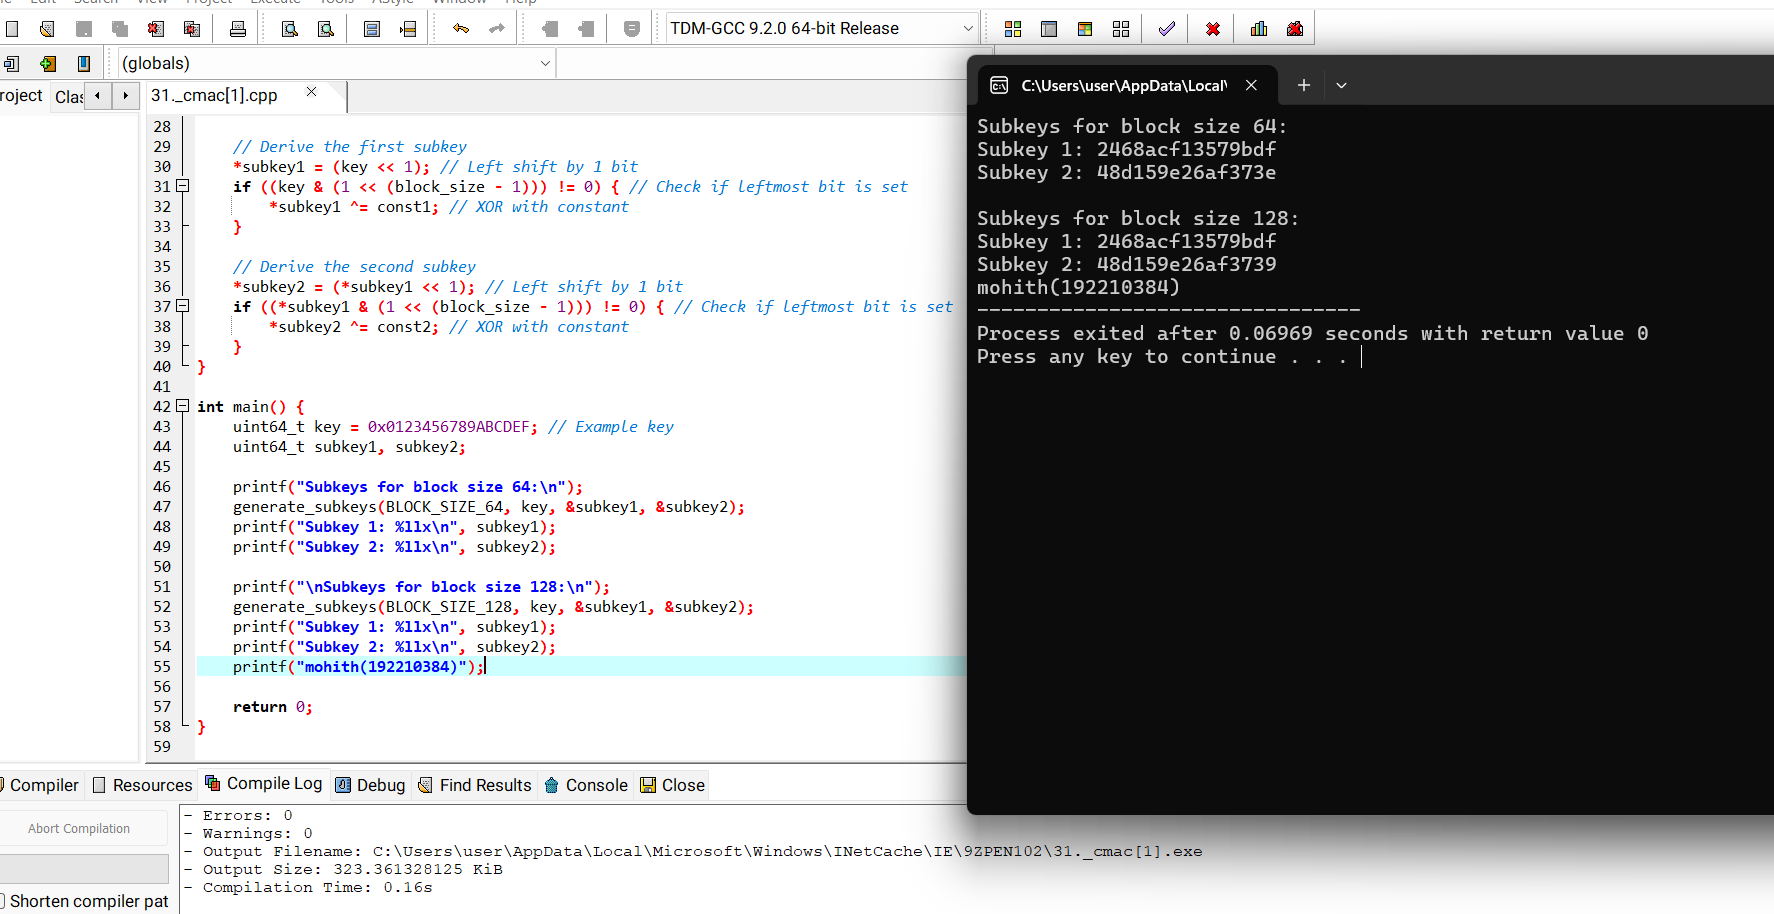 Edit Search View Project Execute Tools AStyle Window Help
TDM-GCC 9.2.0 64-bit Release
(globals)
roject Clas
31._cmac[1].cpp
28
29 // Derive the first subkey
30 *subkey1 = (key << 1); // Left shift by 1 bit
31 if ((key & (1 << (block_size - 1))) != 0) { // Check if leftmost bit is set
32 *subkey1 ^= const1; // XOR with constant
33 }
34
35 // Derive the second subkey
36 *subkey2 = (*subkey1 << 1); // Left shift by 1 bit
37 if ((*subkey1 & (1 << (block_size - 1))) != 0) { // Check if leftmost bit is set
38 *subkey2 ^= const2; // XOR with constant
39 }
40 }
41
42 int main() {
43 uint64_t key = 0x0123456789ABCDEF; // Example key
44 uint64_t subkey1, subkey2;
45
46 printf("Subkeys for block size 64:\n");
47 generate_subkeys(BLOCK_SIZE_64, key, &subkey1, &subkey2);
48 printf("Subkey 1: %llx\n", subkey1);
49 printf("Subkey 2: %llx\n", subkey2);
50
51 printf("\nSubkeys for block size 128:\n");
52 generate_subkeys(BLOCK_SIZE_128, key, &subkey1, &subkey2);
53 printf("Subkey 1: %llx\n", subkey1);
54 printf("Subkey 2: %llx\n", subkey2);
55 printf("mohith(192210384)");
56
57 return 0;
58 }
59
C:\Users\user\AppData\Local\
Subkeys for block size 64:
Subkey 1: 2468acf13579bdf
Subkey 2: 48d159e26af373e
Subkeys for block size 128:
Subkey 1: 2468acf13579bdf
Subkey 2: 48d159e26af3739
mohith(192210384)
--------------------------------
Process exited after 0.06969 seconds with return value 0
Press any key to continue . . .
Compiler Resources Compile Log Debug Find Results Console Close
Abort Compilation
Shorten compiler pat
- Errors: 0
- Warnings: 0
- Output Filename: C:\Users\user\AppData\Local\Microsoft\Windows\INetCache\IE\9ZPEN102\31._cmac[1].exe
- Output Size: 323.361328125 KiB
- Compilation Time: 0.16s